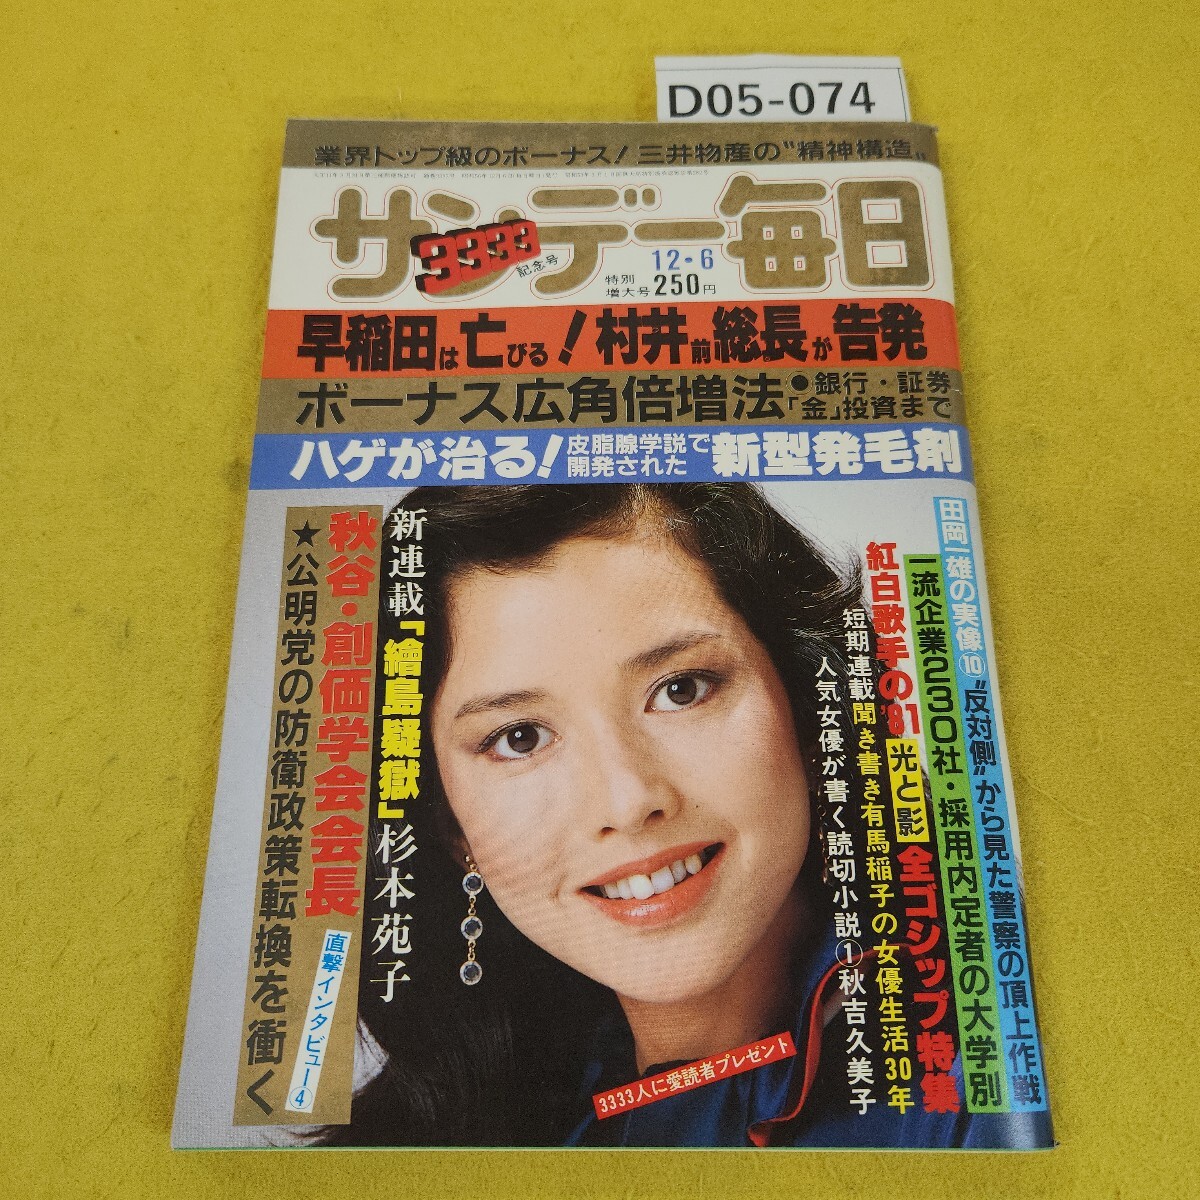 D05-074
業界トップ級のボーナス!三井物産の"精神構造"
サンデー毎日
3333
記念号
12・6
特別
増大号250円
早稲田は亡びる!村井前総長が告発
ボーナス広角倍増法●銀行・証券
「金」投資まで
ハゲが治る!皮脂腺学説で
開発された新型発毛剤
田岡一雄の実像⑩"反対側"から見た警察の頂上作戦
一流企業230社・採用内定者の大学別
紅白歌手の'81光と影全ゴシップ特集
短期連載聞き書き有馬稲子の女優生活30年
人気女優が書く読切小説①秋吉久美子
新連載「繪島疑獄」杉本苑子
秋谷・創価学会会長
直撃インタビュー④
★公明党の防衛政策転換を衝く
3333人に愛読者プレゼント